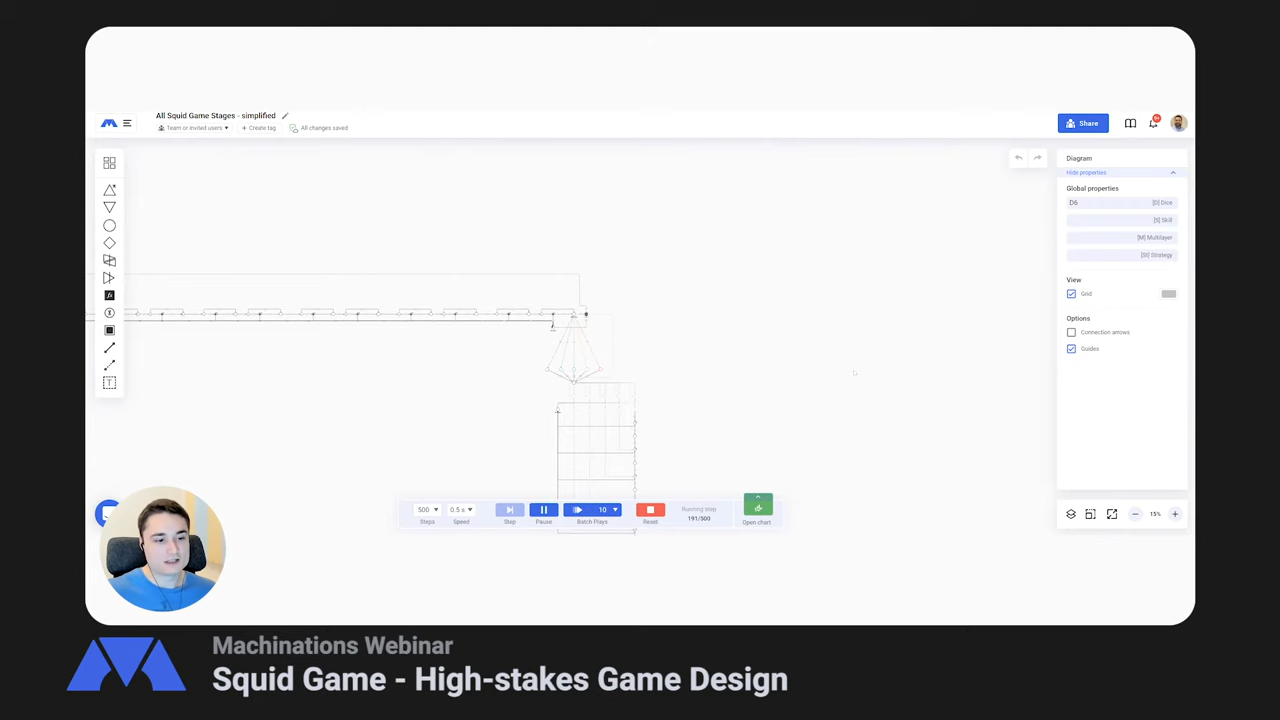 All Squid Game Stages - simplified
Team or invited users
+ Create tag
All changes saved
Share
9+
Diagram
Hide properties
Global properties
D6
[D] Dice
[S] Skill
[M] Multilayer
[St] Strategy
View
Grid
Options
Connection arrows
Guides
500
Steps
0.5 s
Speed
Step
Pause
10
Batch Plays
Reset
Running step
191/500
Open chart
15%
Machinations Webinar
Squid Game - High-stakes Game Design